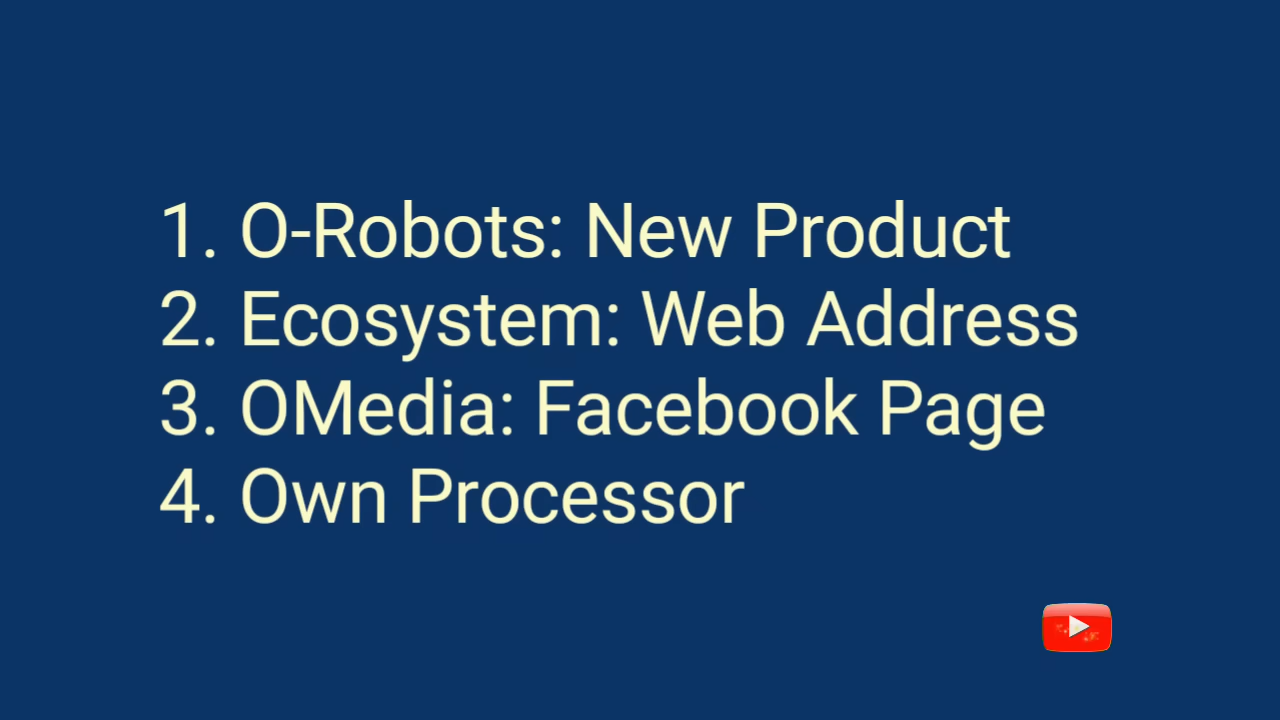 1. O-Robots: New Product
2. Ecosystem: Web Address
3. OMedia: Facebook Page
4. Own Processor